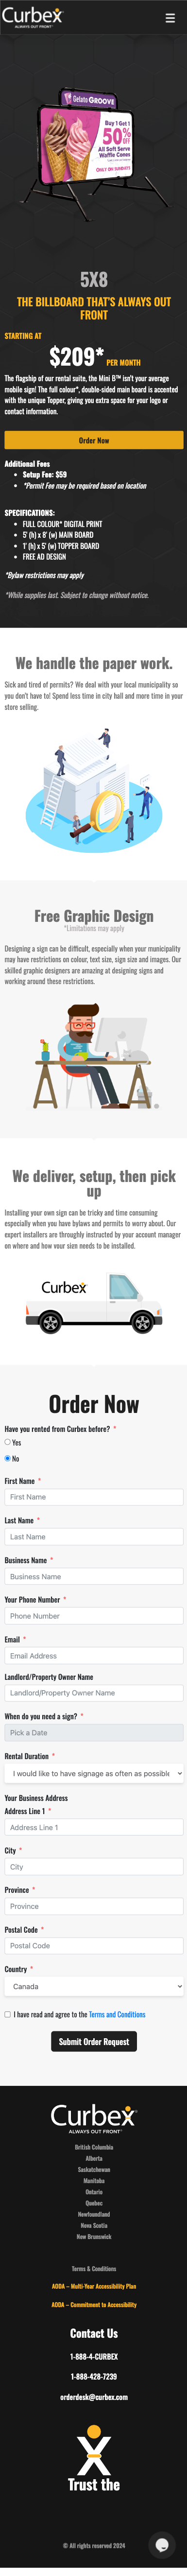 Curbex
ALWAYS OUT FRONT™
Gelato GROOVE
Buy 1 Get 1
50%
OFF
All Soft Serve
Waffle Cones
ONLY ON SUNDAYS
5X8
THE BILLBOARD THAT'S ALWAYS OUT
FRONT
STARTING AT
$209* PER MONTH
The flagship of our rental suite, the Mini B™ isn't your average
mobile sign! The full colour*, double-sided main board is accented
with the unique Topper, giving you extra space for your logo or
contact information.
Order Now
Additional Fees
• Setup Fee: $59
• *Permit Fee may be required based on location
SPECIFICATIONS:
• FULL COLOUR* DIGITAL PRINT
• 5' (h) x 8' (w) MAIN BOARD
• 1' (h) x 5' (w) TOPPER BOARD
• FREE AD DESIGN
*Bylaw restrictions may apply
*While supplies last. Subject to change without notice.
We handle the paper work.
Sick and tired of permits? We deal with your local municipality so
you don't have to! Spend less time in city hall and more time in your
store selling.
Free Graphic Design
*Limitations may apply
Designing a sign can be difficult, especially when your municipality
may have restrictions on colour, text size, sign size and images. Our
skilled graphic designers are amazing at designing signs and
working around these restrictions.
We deliver, setup, then pick
up
Installing your own sign can be tricky and time consuming
especially when you have bylaws and permits to worry about. Our
expert installers are throughly instructed by your account manager
on where and how your sign needs to be installed.
Curbex
Order Now
Have you rented from Curbex before? *
Yes
No
First Name *
First Name
Last Name *
Last Name
Business Name *
Business Name
Your Phone Number *
Phone Number
Email *
Email Address
Landlord/Property Owner Name
Landlord/Property Owner Name
When do you need a sign? *
Pick a Date
Rental Duration *
I would like to have signage as often as possible
Your Business Address
Address Line 1 *
Address Line 1
City *
City
Province *
Province
Postal Code *
Postal Code
Country *
Canada
I have read and agree to the Terms and Conditions
Submit Order Request
Curbex
ALWAYS OUT FRONT™
British Columbia
Alberta
Saskatchewan
Manitoba
Ontario
Quebec
Newfoundland
Nova Scotia
New Brunswick
Terms & Conditions
AODA – Multi-Year Accessibility Plan
AODA – Commitment to Accessibility
Contact Us
1-888-4-CURBEX
1-888-428-7239
orderdesk@curbex.com
Trust the
© All rights reserved 2024